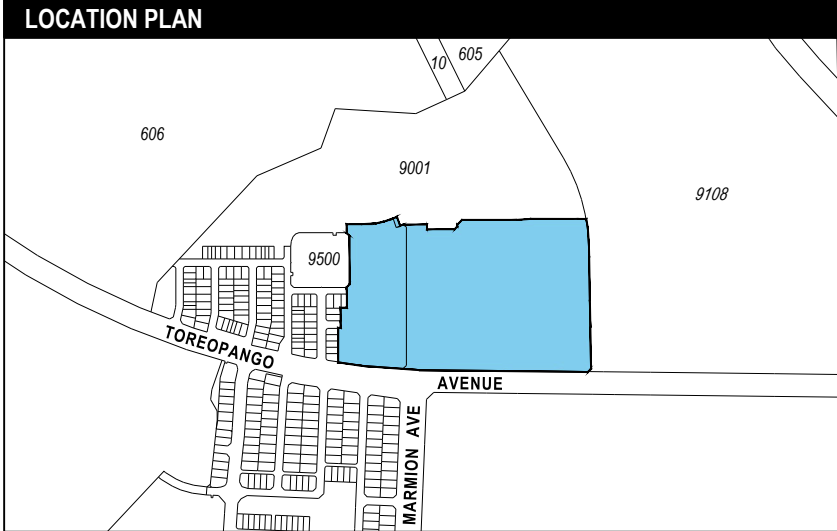 LOCATION PLAN
10
605
606
9001
9108
9500
TOREOPANGO
AVENUE
MARMION AVE